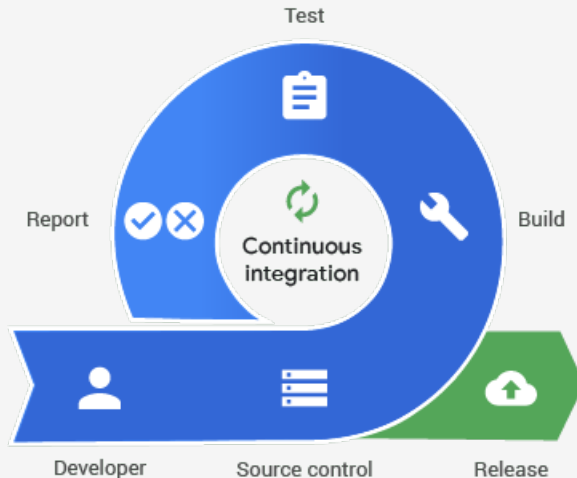 Test
Report
Continuous
integration
Build
Developer
Source control
Release